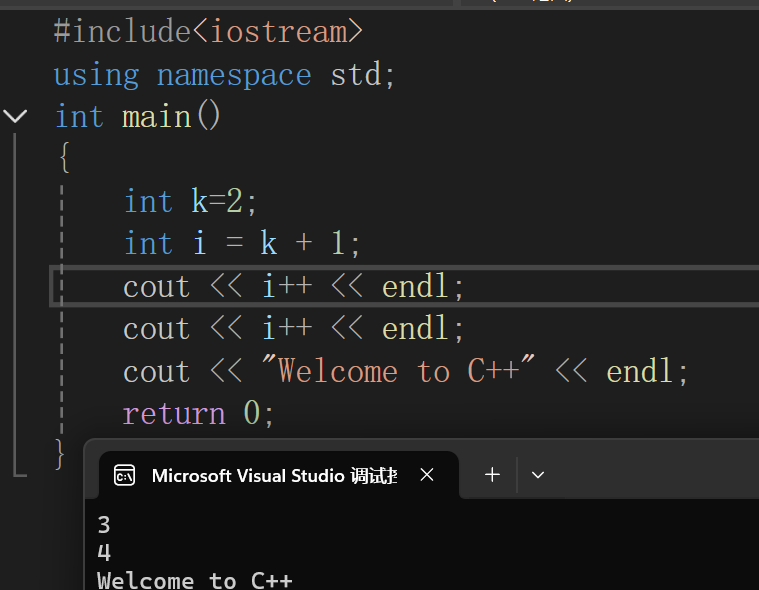 #include<iostream>
using namespace std;
int main()
{
int k=2;
int i = k + 1;
cout << i++ << endl;
cout << i++ << endl;
cout << "Welcome to C++" << endl;
return 0;
}
Microsoft Visual Studio 调试
3
4
Welcome to C++